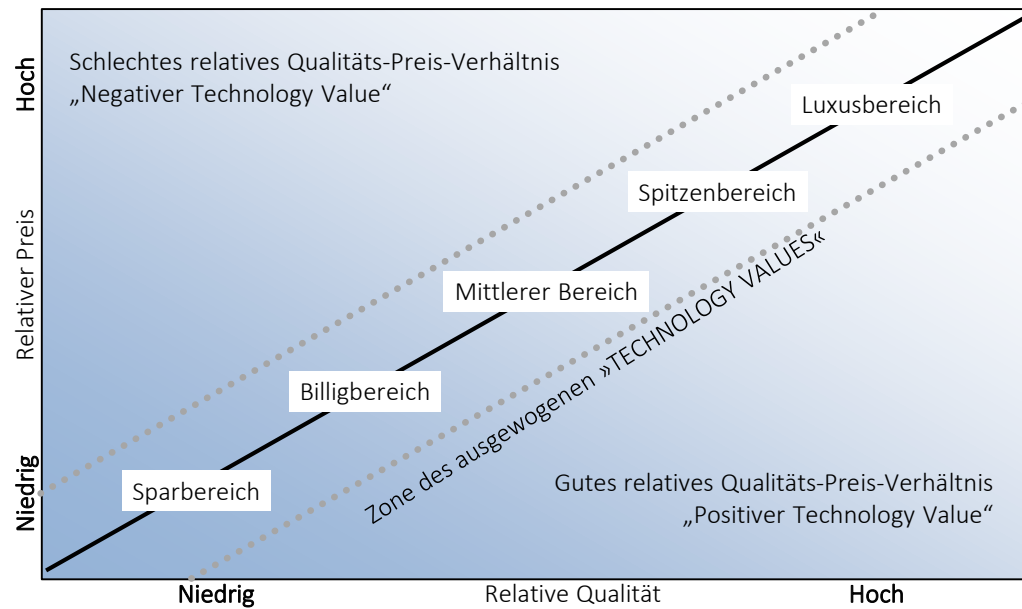 Hoch
Schlechtes relatives Qualitäts-Preis-Verhältnis
„Negativer Technology Value“
Luxusbereich
Spitzenbereich
Relativer Preis
Mittlerer Bereich
Zone des ausgewogenen »TECHNOLOGY VALUES«
Billigbereich
Niedrig
Sparbereich
Gutes relatives Qualitäts-Preis-Verhältnis
„Positiver Technology Value“
Niedrig
Relative Qualität
Hoch